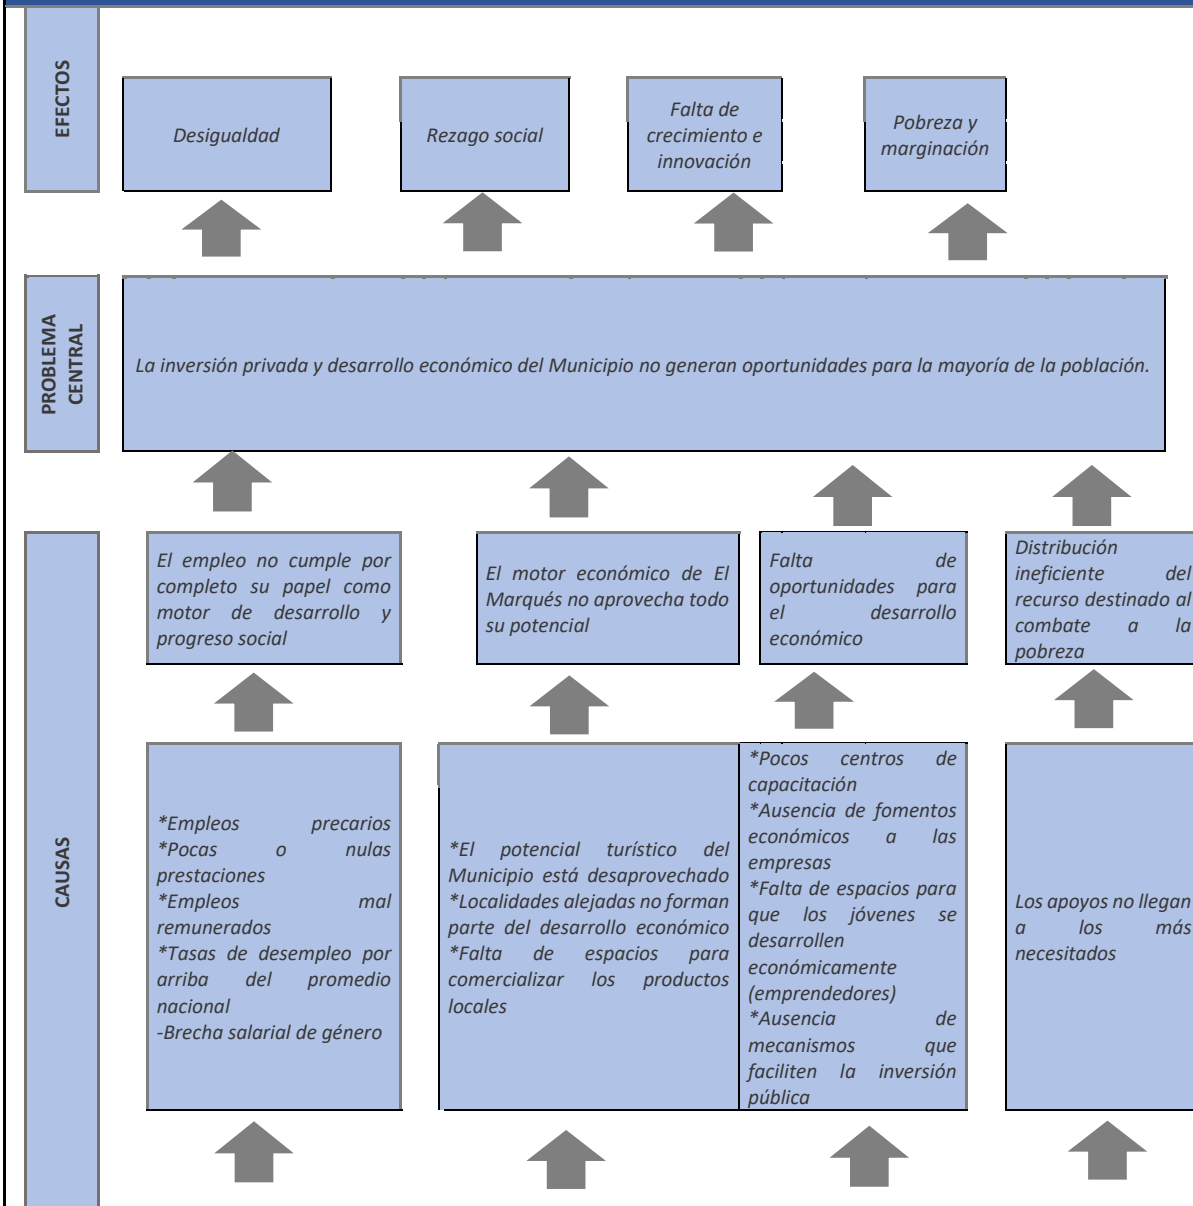 EFECTOS
Desigualdad
Rezago social
Falta de
crecimiento e
innovación
Pobreza y
marginación
PROBLEMA
CENTRAL
La inversión privada y desarrollo económico del Municipio no generan oportunidades para la mayoría de la población.
CAUSAS
El empleo no cumple por
completo su papel como
motor de desarrollo y
progreso social
El motor económico de El
Marqués no aprovecha todo
su potencial
Falta de
oportunidades para
el desarrollo
económico
Distribución
ineficiente del
recurso destinado al
combate a la
pobreza
*Empleos precarios
*Pocas o nulas
prestaciones
*Empleos mal
remunerados
*Tasas de desempleo por
arriba del promedio
nacional
-Brecha salarial de género
*El potencial turístico del
Municipio está desaprovechado
*Localidades alejadas no forman
parte del desarrollo económico
*Falta de espacios para
comercializar los productos
locales
*Pocos centros de
capacitación
*Ausencia de fomentos
económicos a las
empresas
*Falta de espacios para
que los jóvenes se
desarrollen
económicamente
(emprendedores)
*Ausencia de
mecanismos que
faciliten la inversión
pública
Los apoyos no llegan
a los más
necesitados